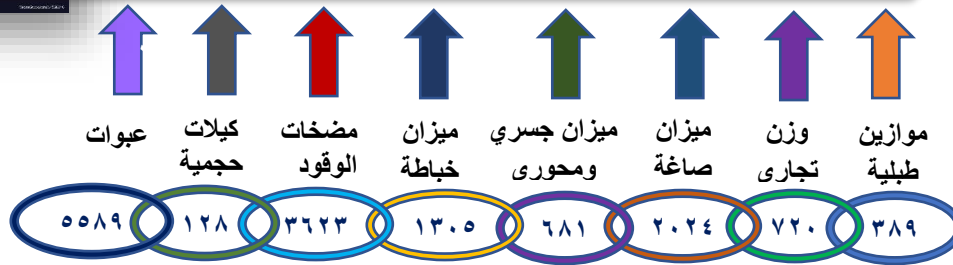 موازين طبلية
وزن تجارى
ميزان صاغة
ميزان جسري ومحورى
ميزان خباطة
مضخات الوقود
كيلات حجمية
عبوات
٣٨٩
٧٢٠
٢٠٢٤
٦٨١
١٣٠٥
٣٦٢٣
١٢٨
٥٥٨٩